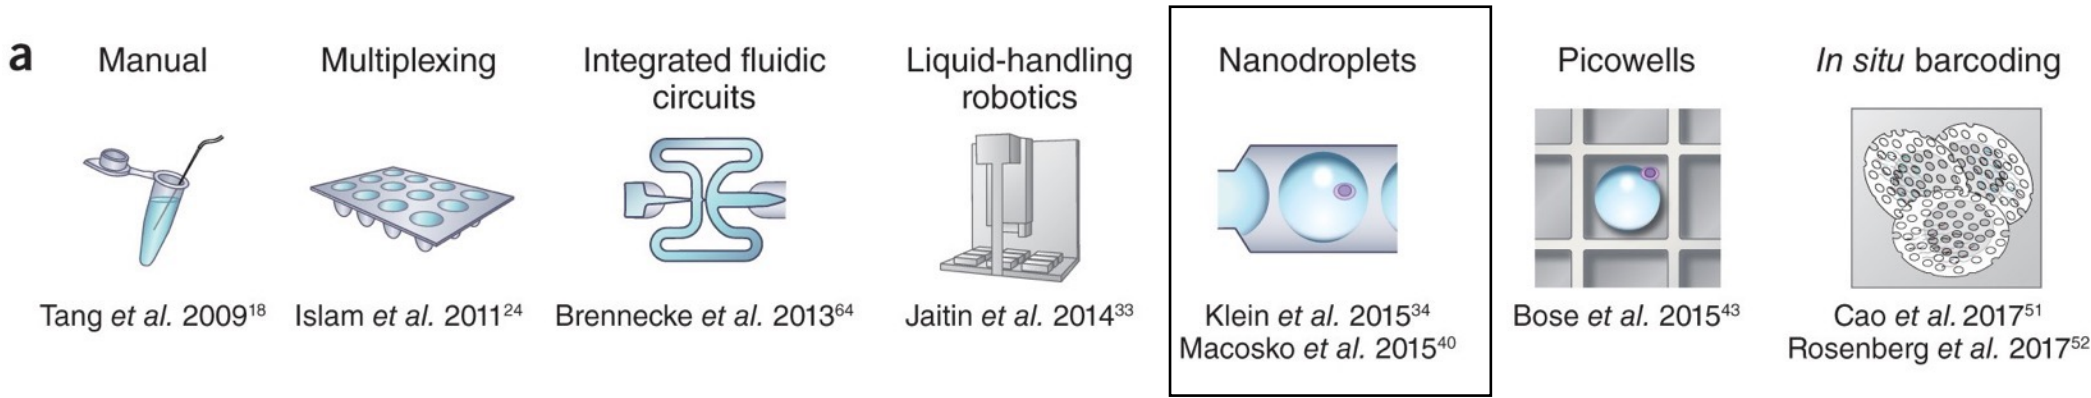 a
Manual
Multiplexing
Integrated fluidic
circuits
Liquid-handling
robotics
Nanodroplets
Picowells
In situ barcoding
Tang et al. 2009¹⁸
Islam et al. 2011²⁴
Brennecke et al. 2013⁶⁴
Jaitin et al. 2014³³
Klein et al. 2015³⁴
Macosko et al. 2015⁴⁰
Bose et al. 2015⁴³
Cao et al. 2017⁵¹
Rosenberg et al. 2017⁵²